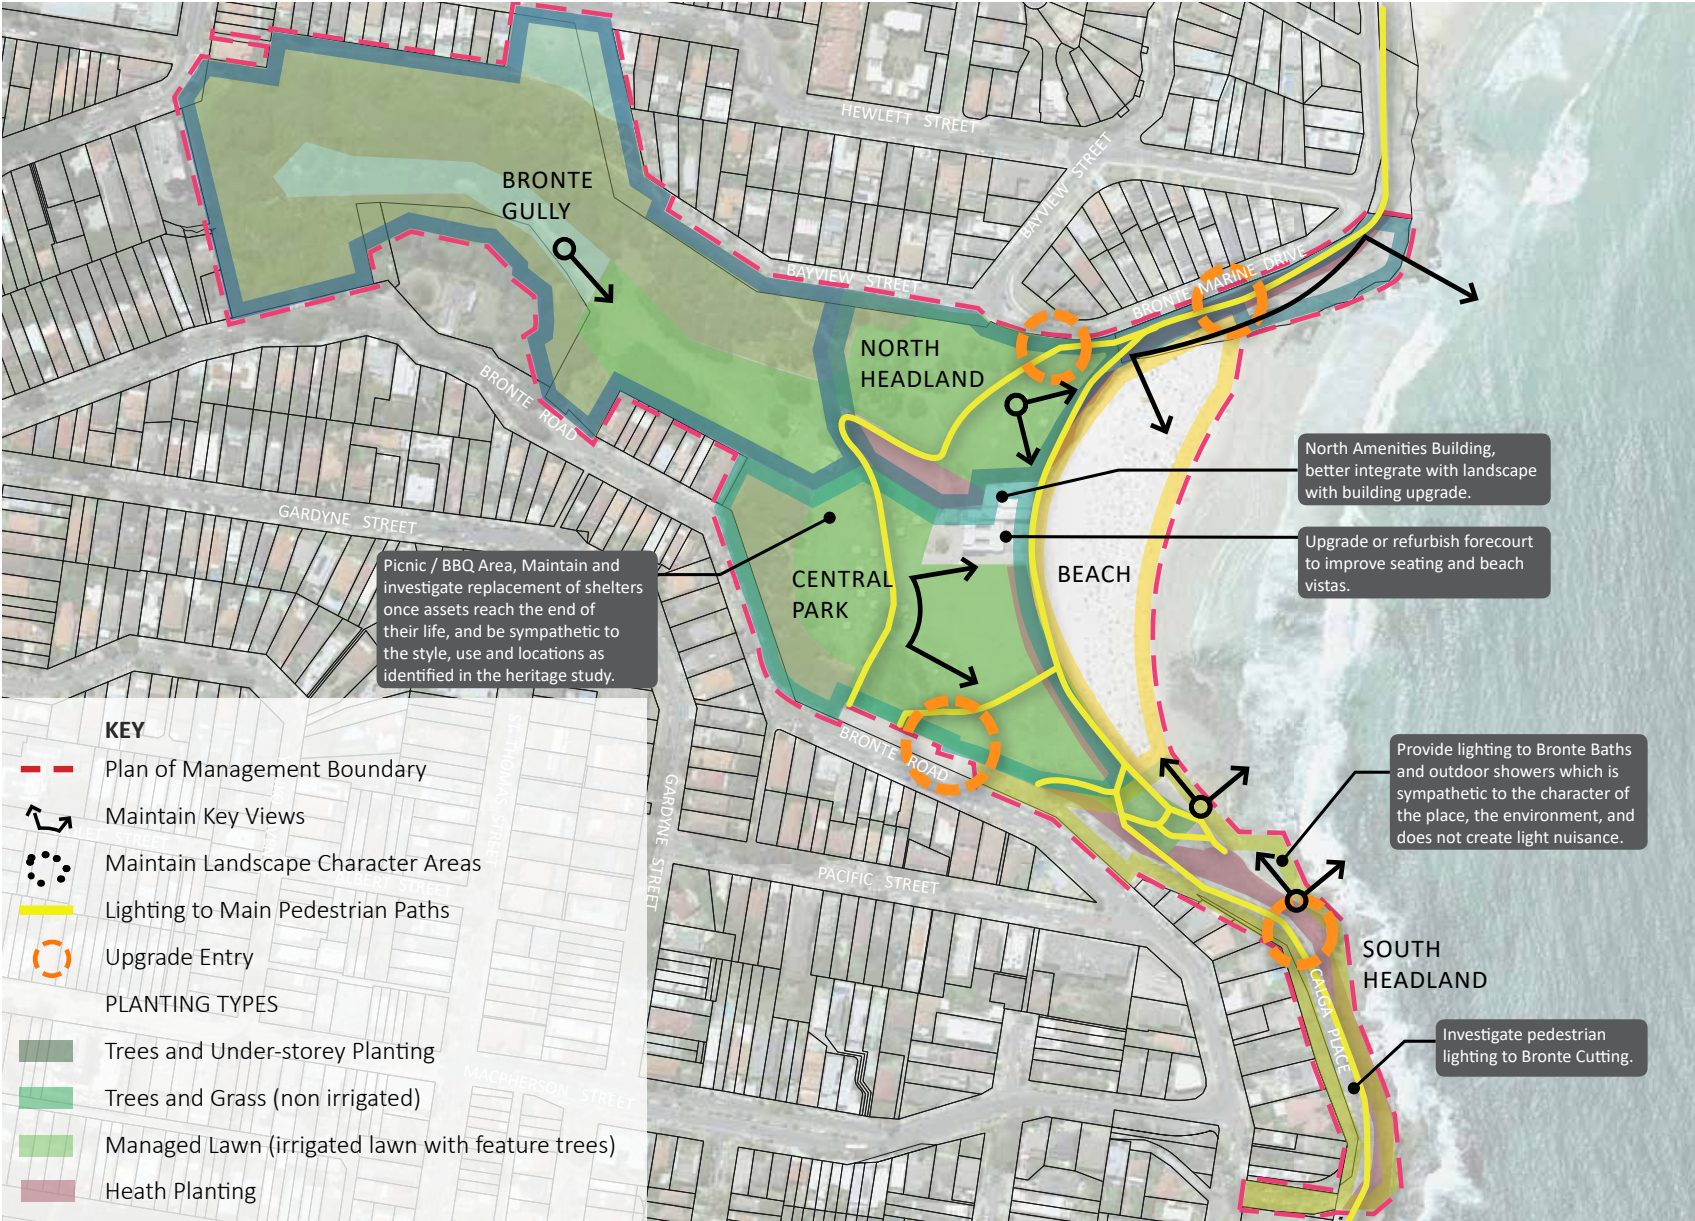 HEWLETT STREET
BAYVIEW STREET
BRONTE
GULLY
BAYVIEW STREET
BRONTE MARINE DRIVE
NORTH
HEADLAND
BRONTE ROAD
North Amenities Building,
better integrate with landscape
with building upgrade.
GARDYNE STREET
Upgrade or refurbish forecourt
to improve seating and beach
vistas.
Picnic / BBQ Area, Maintain and
investigate replacement of shelters
once assets reach the end of
their life, and be sympathetic to
the style, use and locations as
identified in the heritage study.
CENTRAL
PARK
BEACH
BRONTE ROAD
GARDYNE STREET
PACIFIC STREET
Provide lighting to Bronte Baths
and outdoor showers which is
sympathetic to the character of
the place, the environment, and
does not create light nuisance.
SOUTH
HEADLAND
CALGA PLACE
Investigate pedestrian
lighting to Bronte Cutting.
KEY
Plan of Management Boundary
Maintain Key Views
Maintain Landscape Character Areas
Lighting to Main Pedestrian Paths
Upgrade Entry
PLANTING TYPES
Trees and Under-storey Planting
Trees and Grass (non irrigated)
Managed Lawn (irrigated lawn with feature trees)
Heath Planting
MACPHERSON STREET